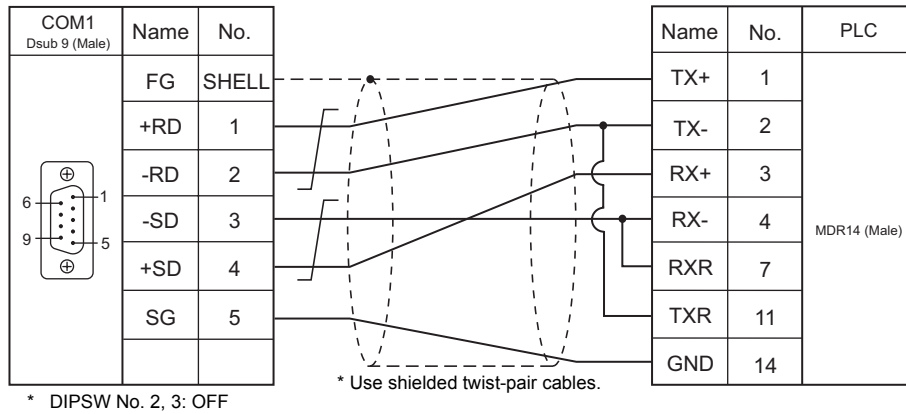 COM1
Dsub 9 (Male)
Name
No.
Name
No.
PLC
FG
SHELL
TX+
1
+RD
1
TX-
2
-RD
2
RX+
3
6
1
-SD
3
RX-
4
MDR14 (Male)
9
5
+SD
4
RXR
7
SG
5
TXR
11
GND
14
* Use shielded twist-pair cables.
* DIPSW No. 2, 3: OFF